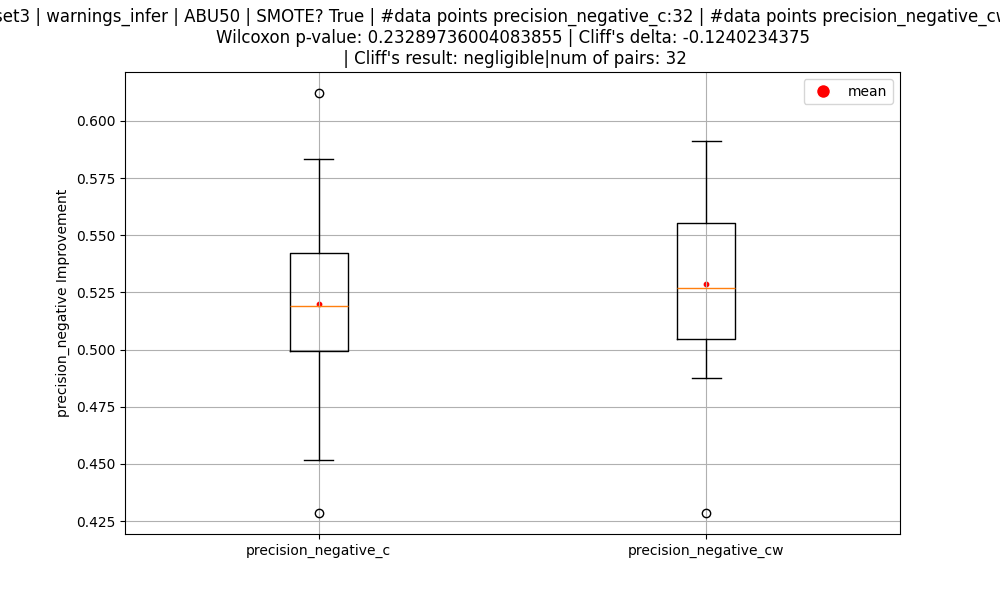 set3 | warnings_infer | ABU50 | SMOTE? True | #data points precision_negative_c:32 | #data points precision_negative_cw
Wilcoxon p-value: 0.23289736004083855 | Cliff's delta: -0.1240234375
| Cliff's result: negligible|num of pairs: 32
mean
0.600
0.575
0.550
0.525
0.500
0.475
0.450
0.425
precision_negative Improvement
precision_negative_c
precision_negative_cw